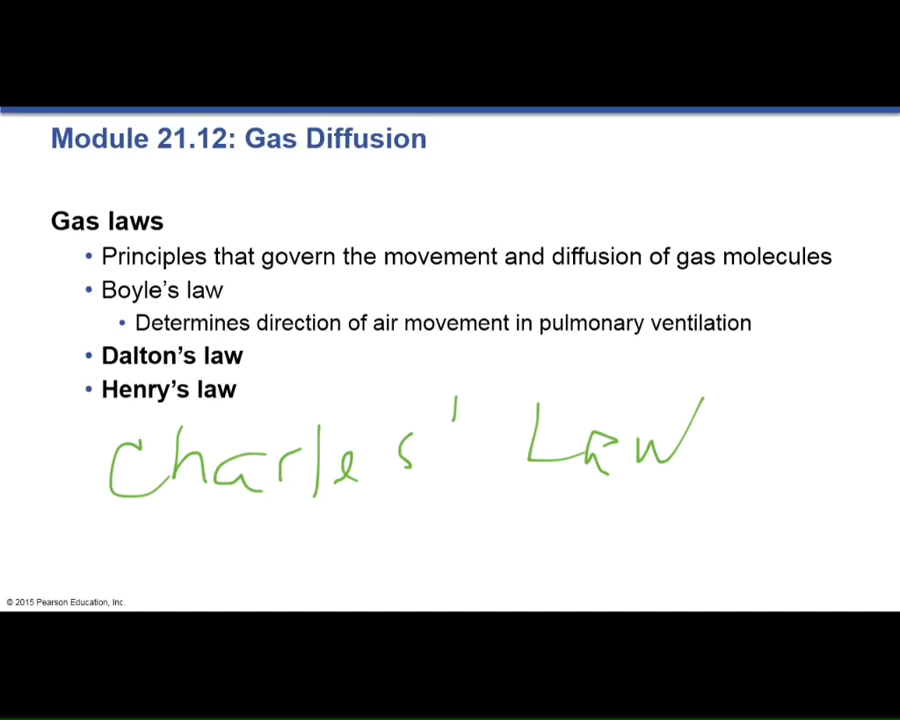 Module 21.12: Gas Diffusion
Gas laws
• Principles that govern the movement and diffusion of gas molecules
• Boyle’s law
• Determines direction of air movement in pulmonary ventilation
• Dalton’s law
• Henry’s law
Charles' Law
© 2015 Pearson Education, Inc.